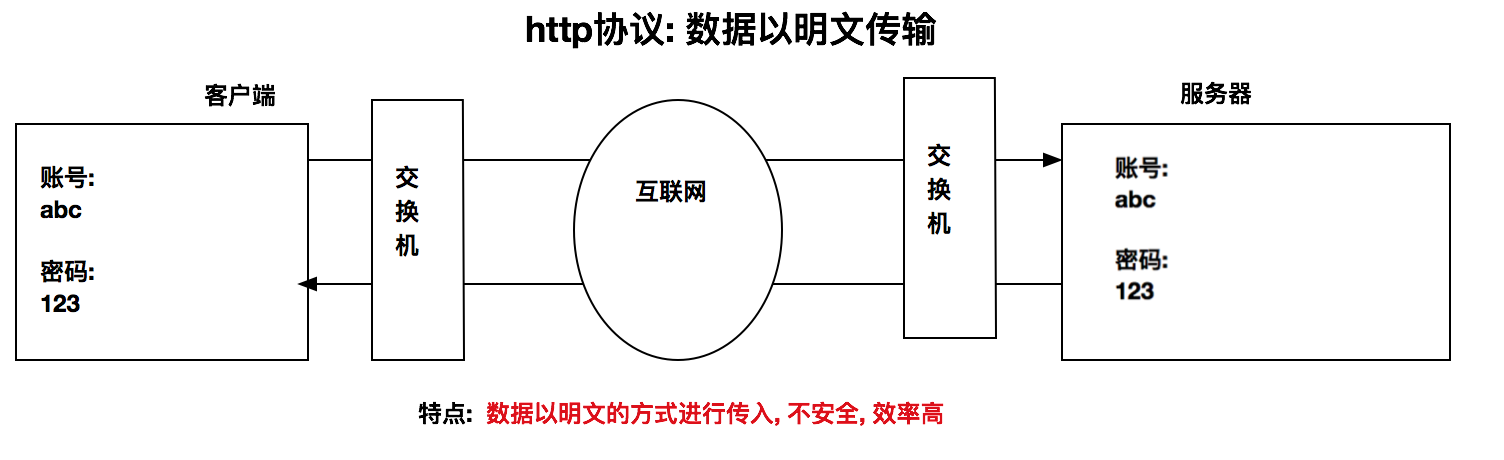 http协议: 数据以明文传输
客户端
服务器
账号:
abc
密码:
123
交
换
机
互联网
交
换
机
账号:
abc
密码:
123
特点: 数据以明文的方式进行传入, 不安全, 效率高